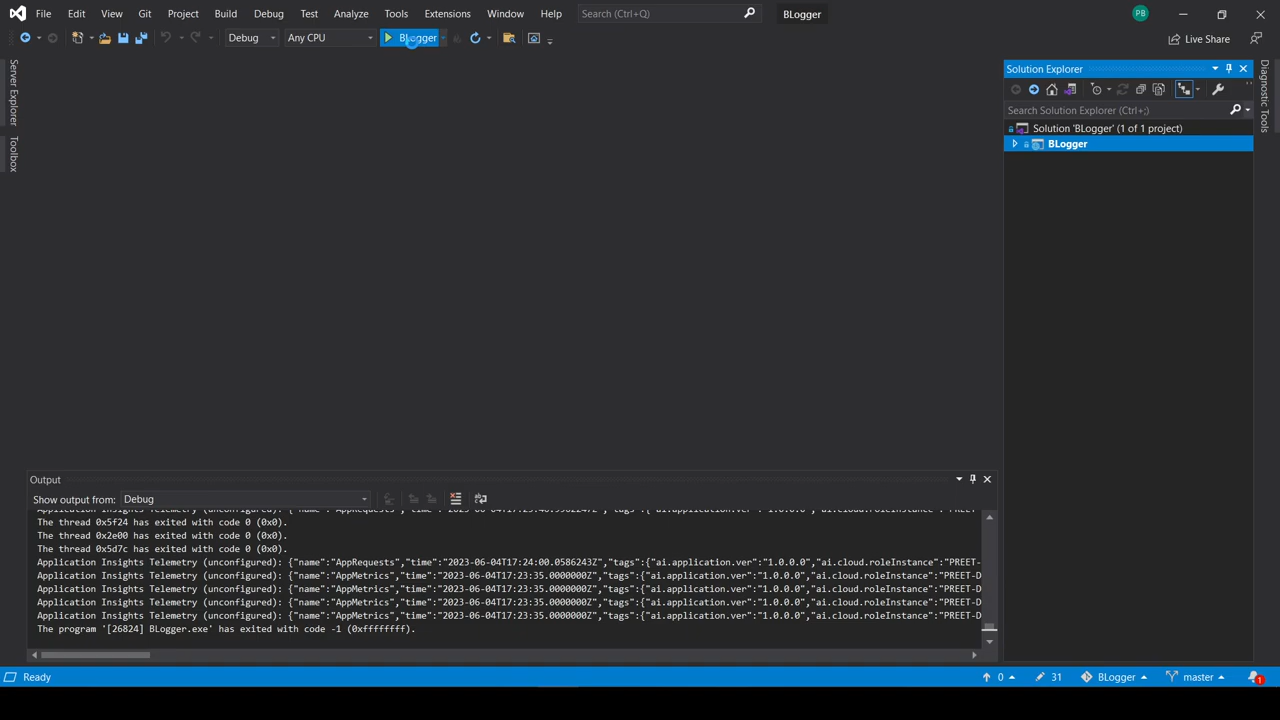 File Edit View Git Project Build Debug Test Analyze Tools Extensions Window Help Search (Ctrl+Q) BLogger PB
Debug Any CPU BLogger Live Share
Server Explorer
Toolbox
Solution Explorer
Search Solution Explorer (Ctrl+;)
Solution 'BLogger' (1 of 1 project)
BLogger
Diagnostic Tools
Output
Show output from: Debug
The thread 0x5f24 has exited with code 0 (0x0).
The thread 0x2e00 has exited with code 0 (0x0).
The thread 0x5d7c has exited with code 0 (0x0).
Application Insights Telemetry (unconfigured): {"name":"AppRequests","time":"2023-06-04T17:24:00.0586243Z","tags":{"ai.application.ver":"1.0.0.0","ai.cloud.roleInstance":"PREET-
Application Insights Telemetry (unconfigured): {"name":"AppMetrics","time":"2023-06-04T17:23:35.0000000Z","tags":{"ai.application.ver":"1.0.0.0","ai.cloud.roleInstance":"PREET-D
Application Insights Telemetry (unconfigured): {"name":"AppMetrics","time":"2023-06-04T17:23:35.0000000Z","tags":{"ai.application.ver":"1.0.0.0","ai.cloud.roleInstance":"PREET-D
Application Insights Telemetry (unconfigured): {"name":"AppMetrics","time":"2023-06-04T17:23:35.0000000Z","tags":{"ai.application.ver":"1.0.0.0","ai.cloud.roleInstance":"PREET-D
Application Insights Telemetry (unconfigured): {"name":"AppMetrics","time":"2023-06-04T17:23:35.0000000Z","tags":{"ai.application.ver":"1.0.0.0","ai.cloud.roleInstance":"PREET-D
The program '[26824] BLogger.exe' has exited with code -1 (0xffffffff).
Ready 0 31 BLogger master 1